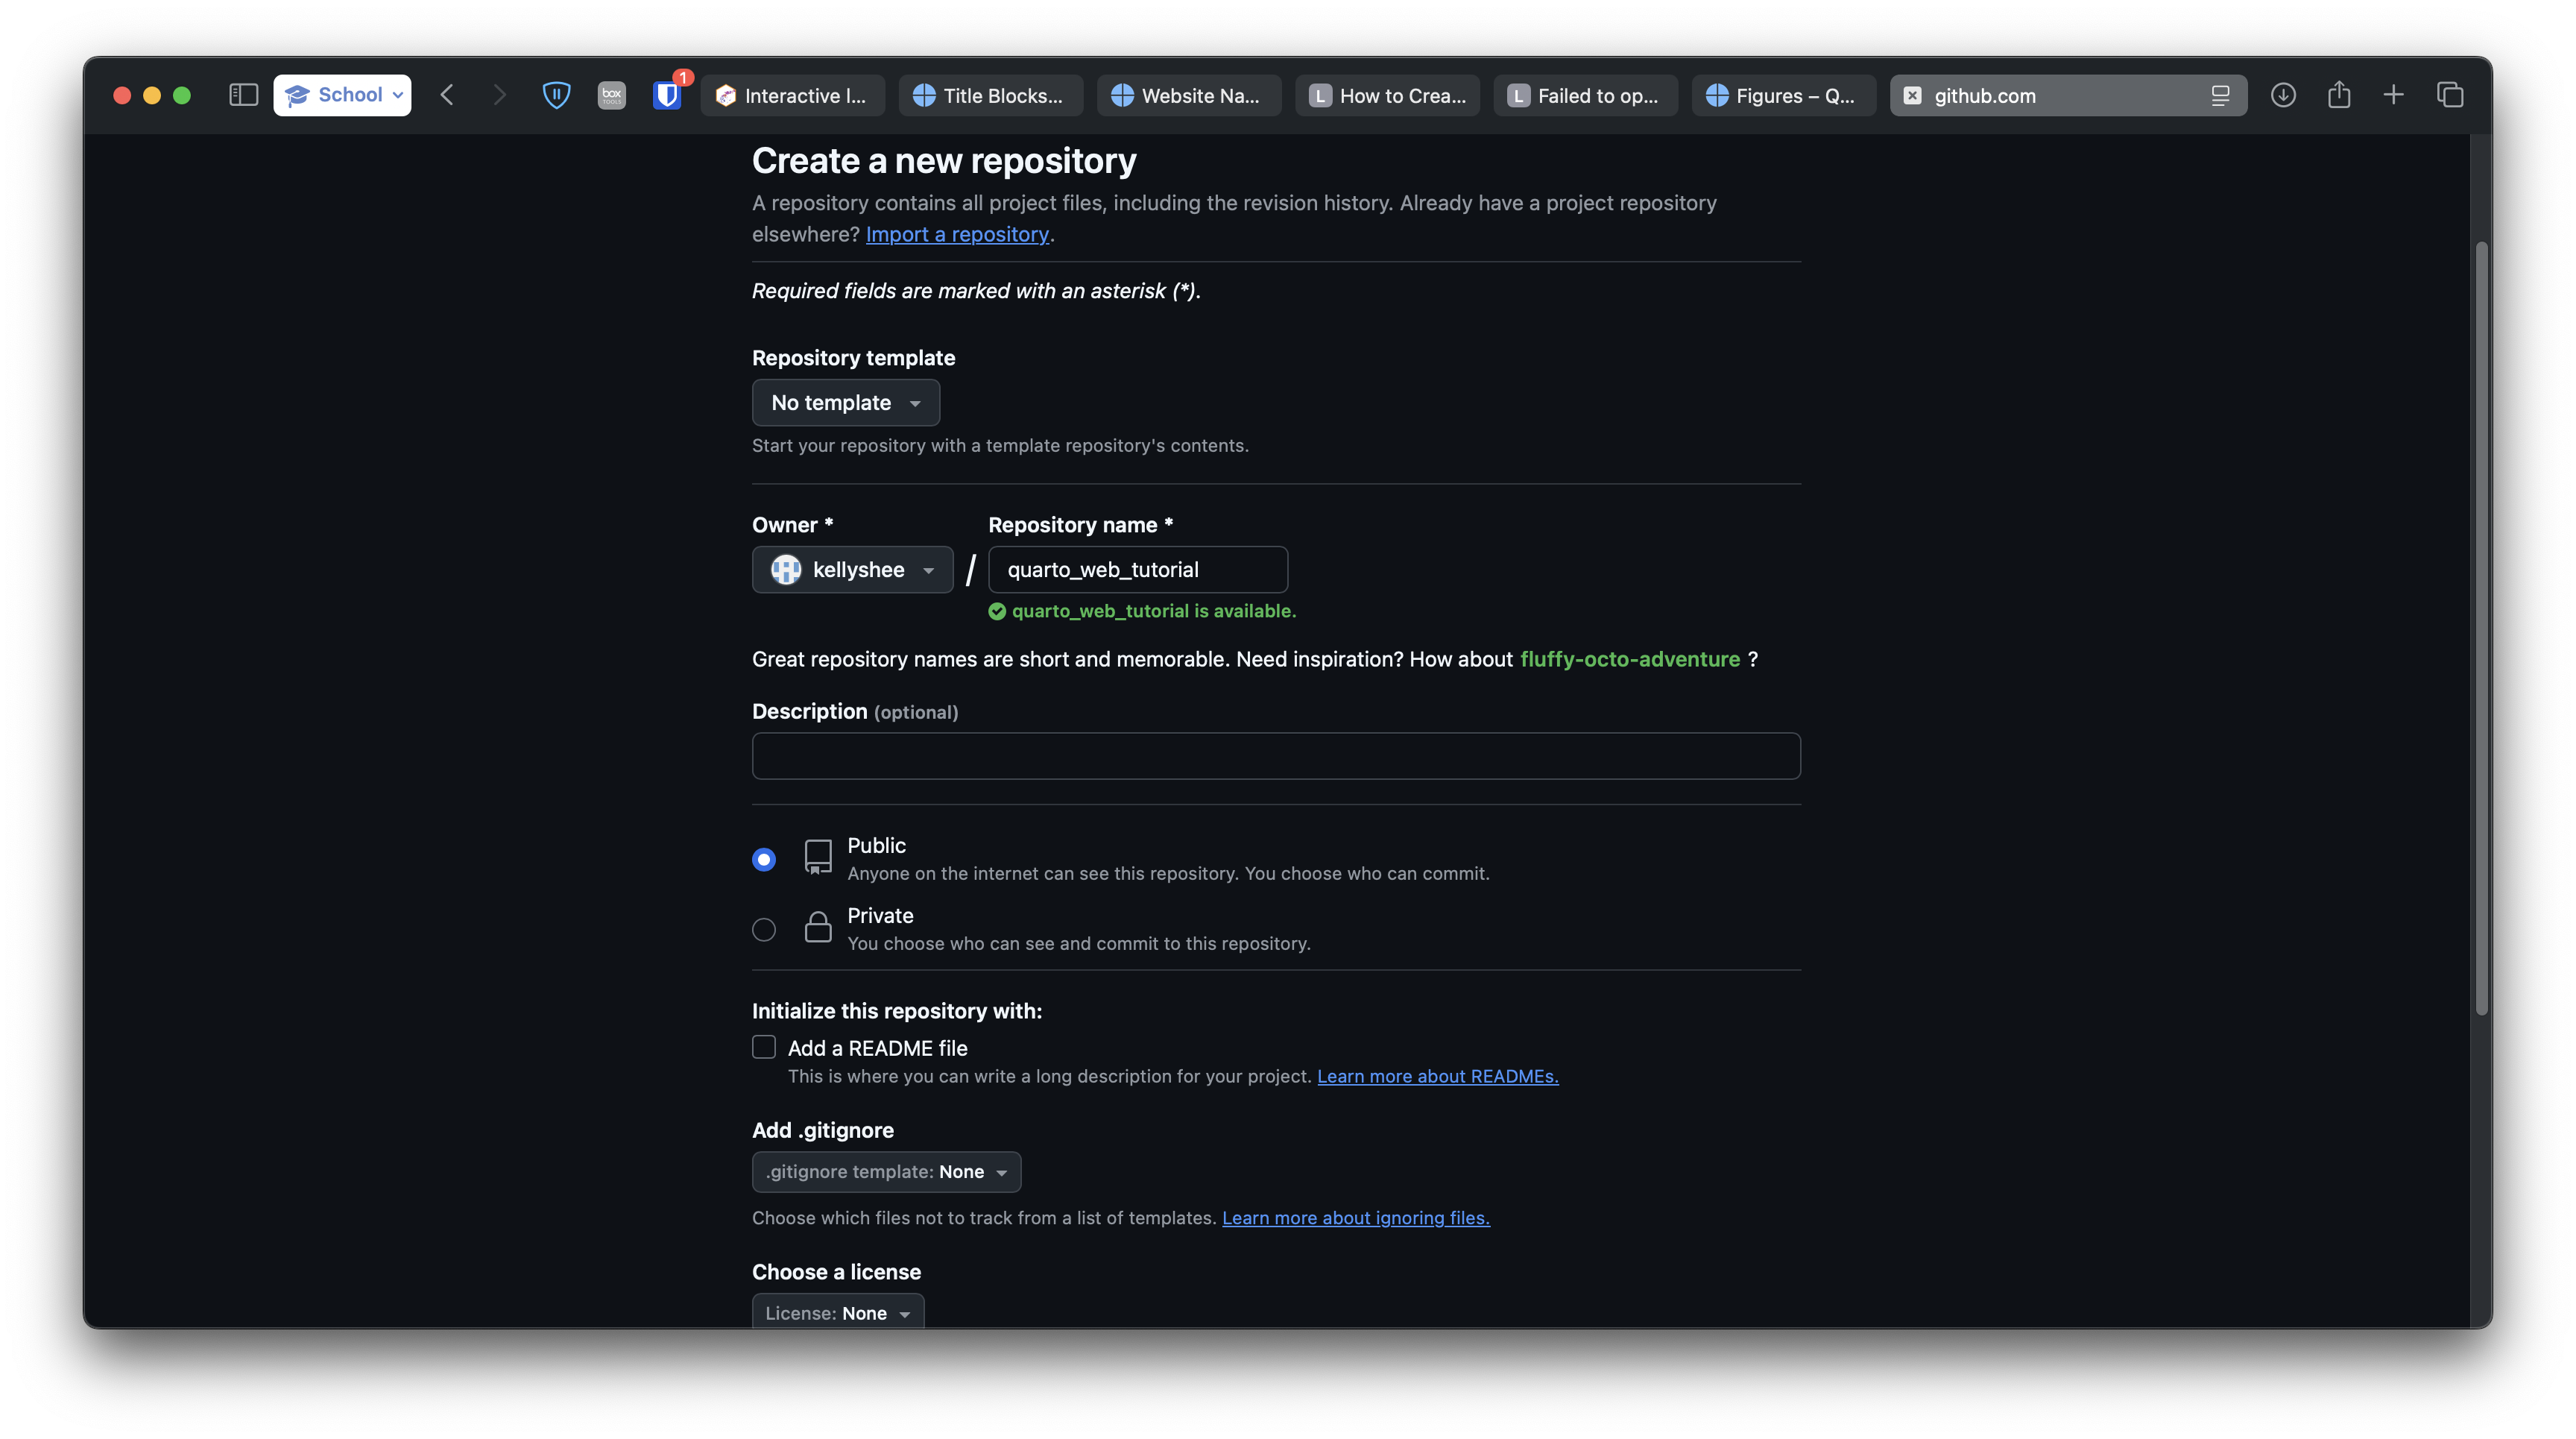 School
box
TOOLS
1
Interactive I...
Title Blocks...
Website Na...
L How to Crea...
L Failed to op...
Figures – Q...
github.com
Create a new repository
A repository contains all project files, including the revision history. Already have a project repository
elsewhere? Import a repository.
Required fields are marked with an asterisk (*).
Repository template
No template
Start your repository with a template repository's contents.
Owner * Repository name *
kellyshee / quarto_web_tutorial
quarto_web_tutorial is available.
Great repository names are short and memorable. Need inspiration? How about fluffy-octo-adventure ?
Description (optional)
Public
Anyone on the internet can see this repository. You choose who can commit.
Private
You choose who can see and commit to this repository.
Initialize this repository with:
Add a README file
This is where you can write a long description for your project. Learn more about READMEs.
Add .gitignore
.gitignore template: None
Choose which files not to track from a list of templates. Learn more about ignoring files.
Choose a license
License: None